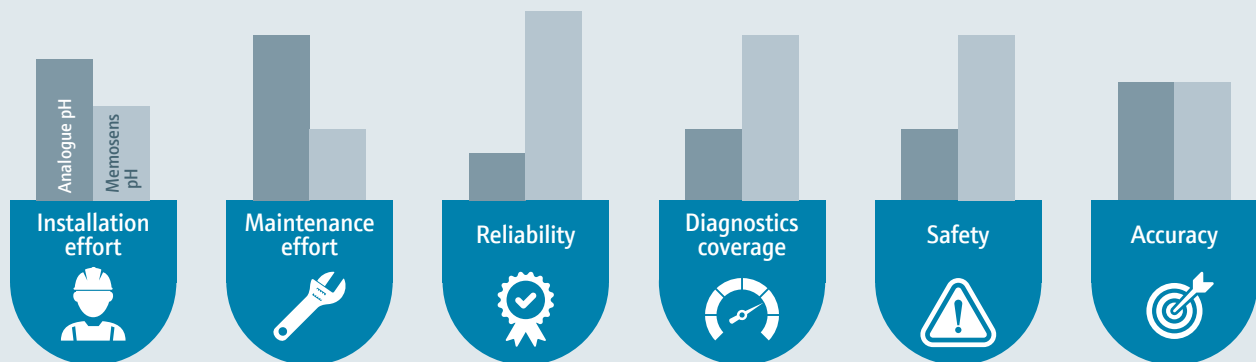 Analogue pH
Memosens
pH
Installation
effort
Maintenance
effort
Reliability
Diagnostics
coverage
Safety
Accuracy